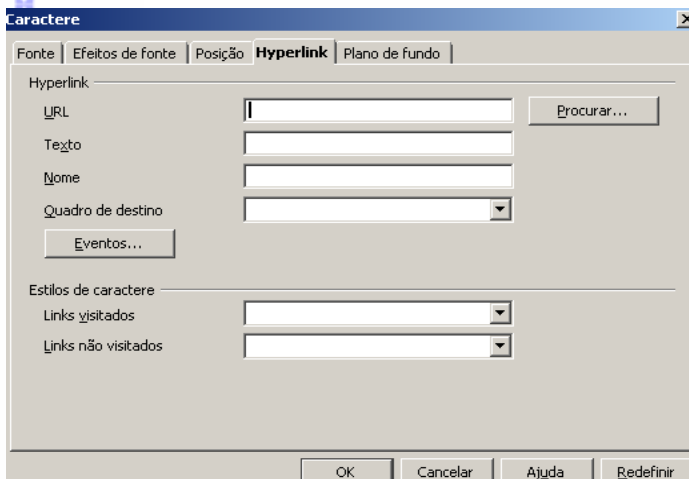 Caractere
Fonte Efeitos de fonte Posição Hyperlink Plano de fundo
Hyperlink
URL Procurar...
Texto
Nome
Quadro de destino
Eventos...
Estilos de caractere
Links visitados
Links não visitados
OK Cancelar Ajuda Redefinir